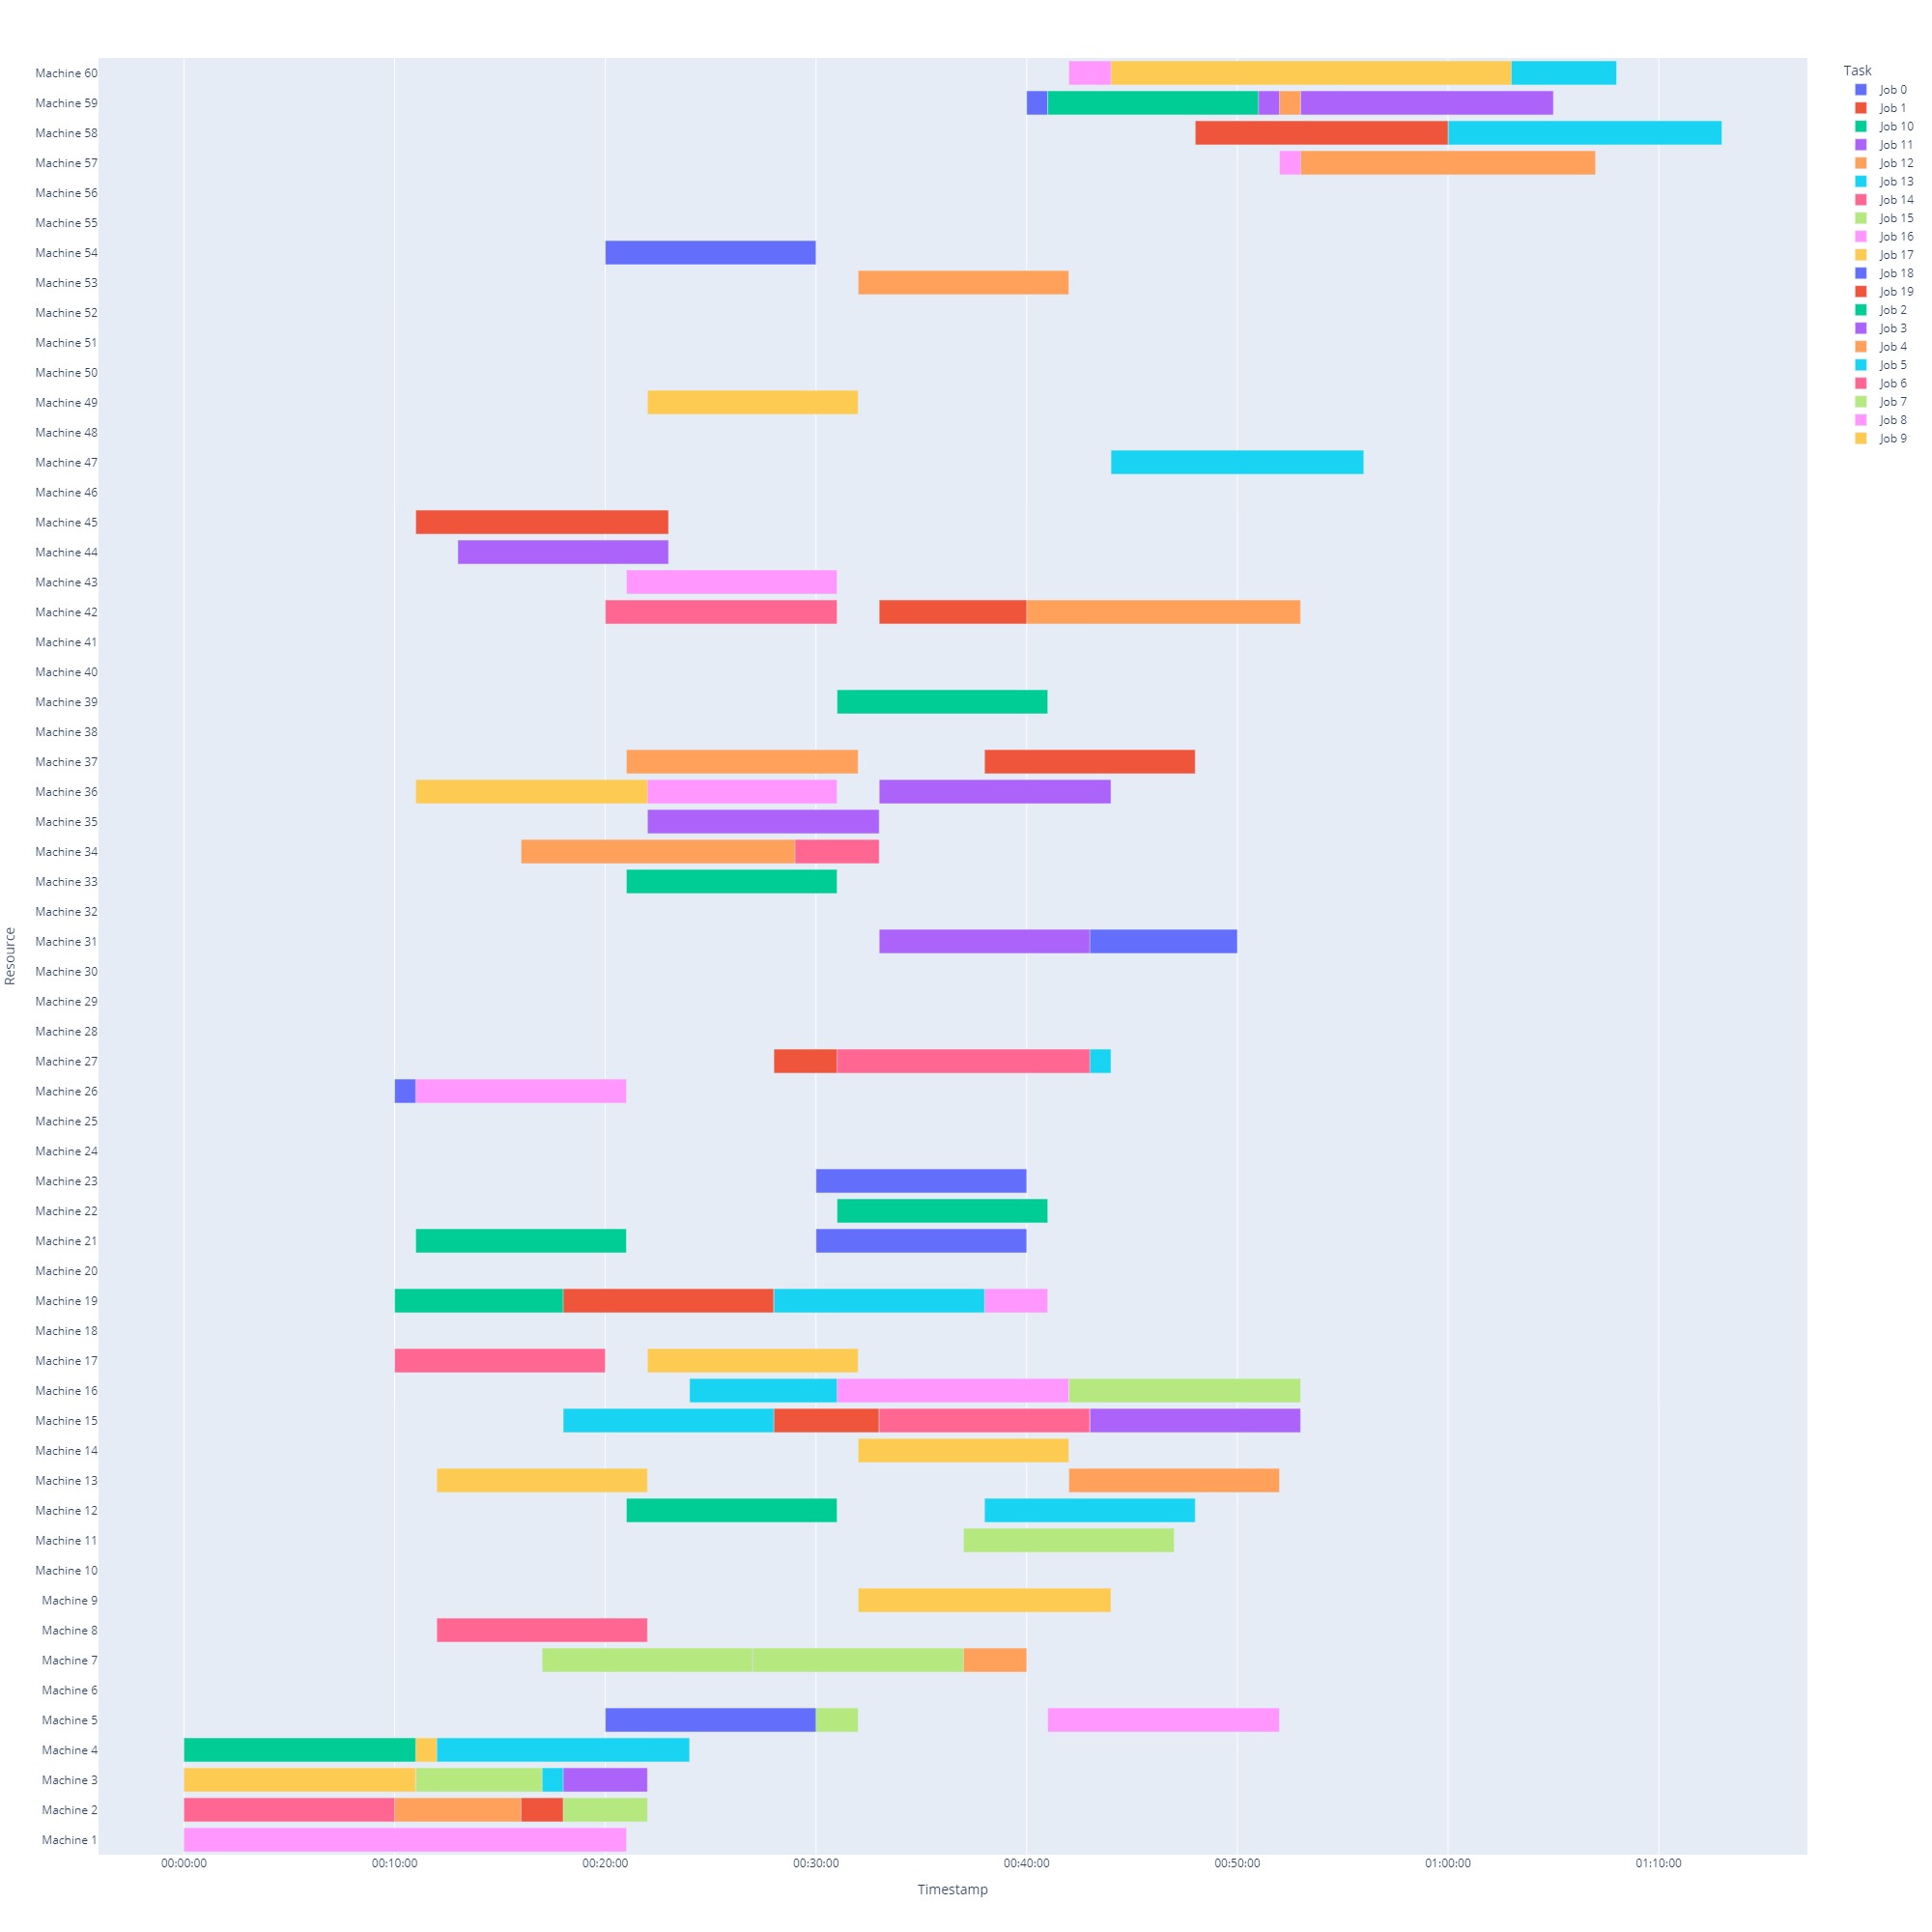 Machine 60
Machine 59
Machine 58
Machine 57
Machine 56
Machine 55
Machine 54
Machine 53
Machine 52
Machine 51
Machine 50
Machine 49
Machine 48
Machine 47
Machine 46
Machine 45
Machine 44
Machine 43
Machine 42
Machine 41
Machine 40
Machine 39
Machine 38
Machine 37
Machine 36
Machine 35
Machine 34
Machine 33
Machine 32
Machine 31
Machine 30
Machine 29
Machine 28
Machine 27
Machine 26
Machine 25
Machine 24
Machine 23
Machine 22
Machine 21
Machine 20
Machine 19
Machine 18
Machine 17
Machine 16
Machine 15
Machine 14
Machine 13
Machine 12
Machine 11
Machine 10
Machine 9
Machine 8
Machine 7
Machine 6
Machine 5
Machine 4
Machine 3
Machine 2
Machine 1
Resource
00:00:00 00:10:00 00:20:00 00:30:00 00:40:00 00:50:00 01:00:00 01:10:00
Timestamp
Task
Job 0
Job 1
Job 10
Job 11
Job 12
Job 13
Job 14
Job 15
Job 16
Job 17
Job 18
Job 19
Job 2
Job 3
Job 4
Job 5
Job 6
Job 7
Job 8
Job 9